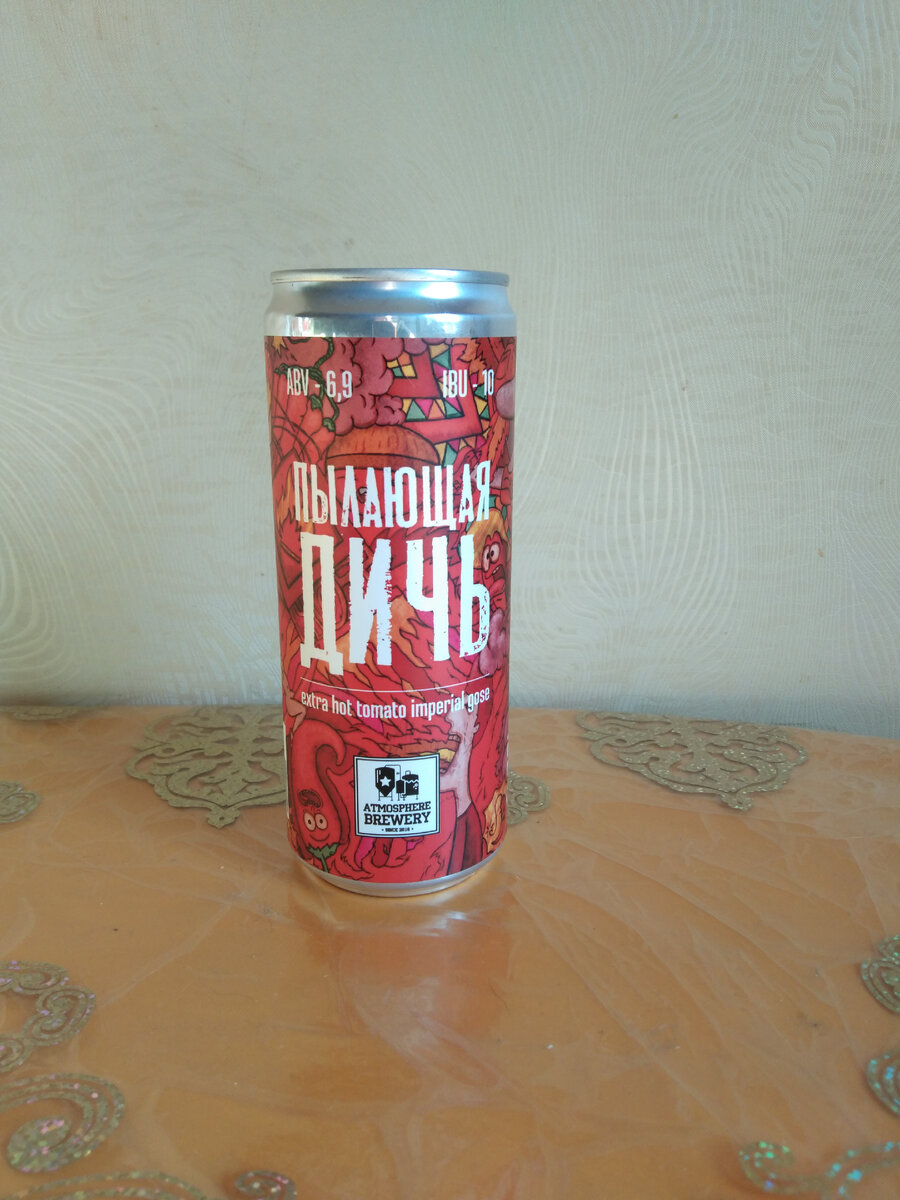 ABV - 6,9 IBU - 10
ПЫЛАЮЩАЯ
ДИЧЬ
extra hot tomato imperial gose
ATMOSPHERE
BREWERY